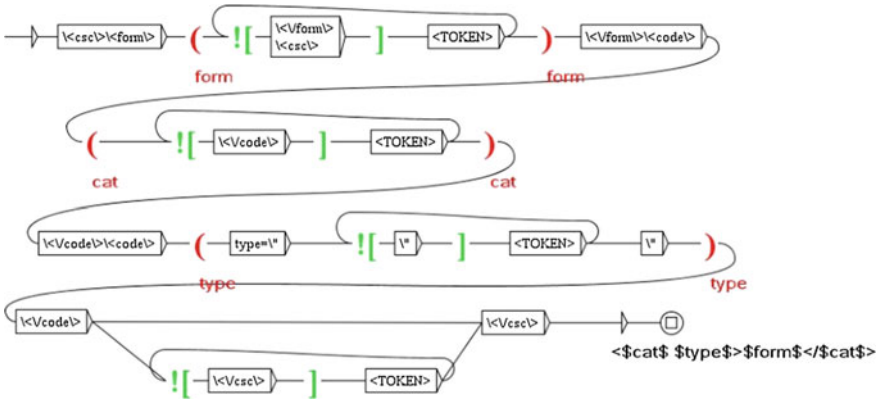 \<csc\>\<form\> ( ![ \<\/form\> ] <TOKEN> ) \<\/form\>\<code\>
\<csc\>
form form
( ![ \<\/code\> ] <TOKEN> )
cat cat
\<\/code\>\<code\> ( type=\" ![ \" ] <TOKEN> \" )
type type
\<\/code\> \<\/csc\>
<$cat$ $type$>$form$</$cat$>
![ \<\/csc\> ] <TOKEN>